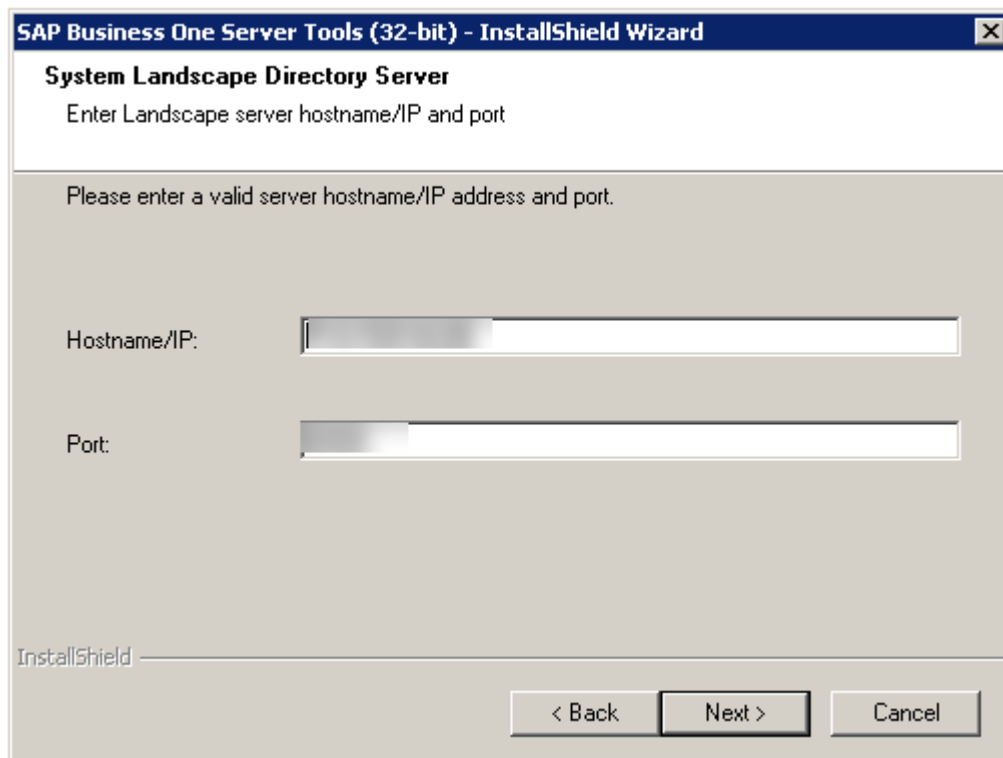 SAP Business One Server Tools (32-bit) - InstallShield Wizard
System Landscape Directory Server
Enter Landscape server hostname/IP and port
Please enter a valid server hostname/IP address and port.
Hostname/IP:
Port:
InstallShield
< Back Next > Cancel